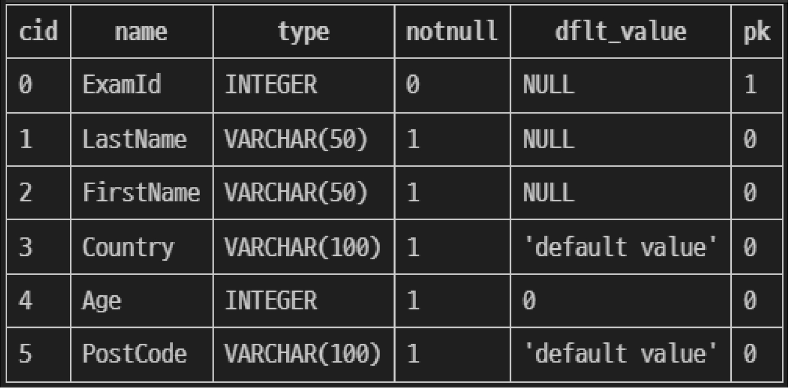 cid name type notnull dflt_value pk
0 ExamId INTEGER 0 NULL 1
1 LastName VARCHAR(50) 1 NULL 0
2 FirstName VARCHAR(50) 1 NULL 0
3 Country VARCHAR(100) 1 'default value' 0
4 Age INTEGER 1 0 0
5 PostCode VARCHAR(100) 1 'default value' 0